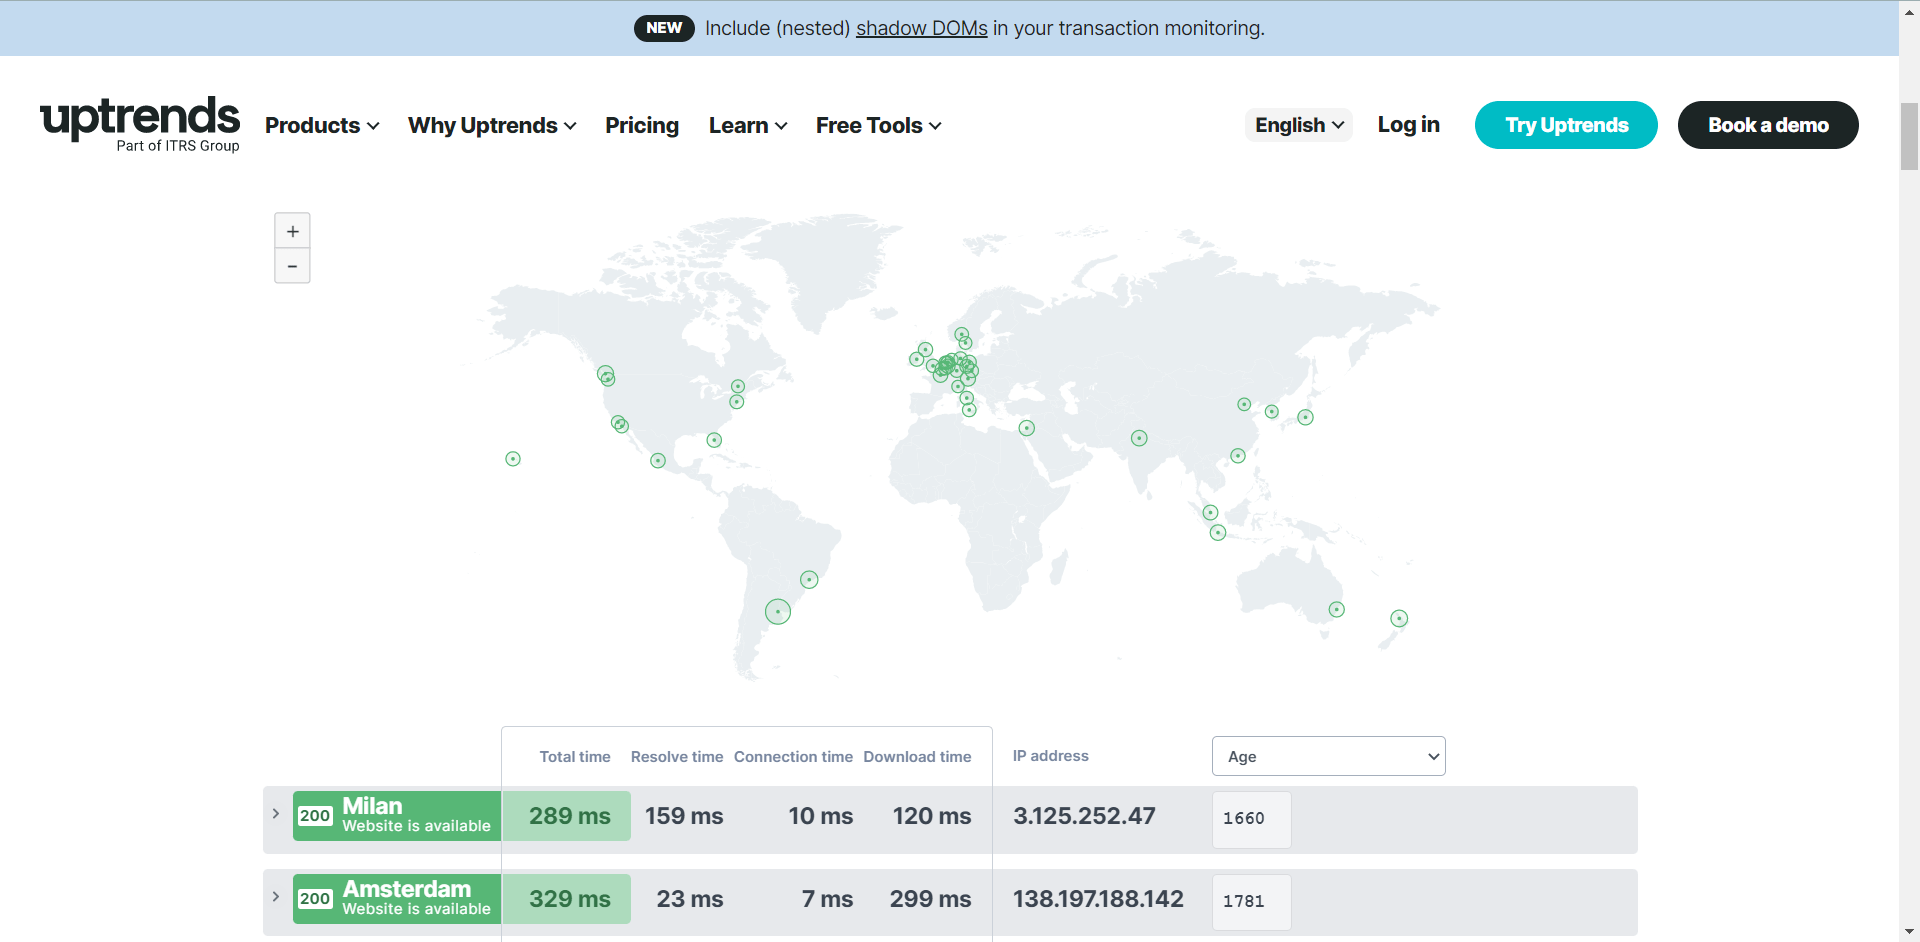 NEW Include (nested) shadow DOMs in your transaction monitoring.
uptrends
Part of ITRS Group
Products Why Uptrends Pricing Learn Free Tools English Log in Try Uptrends Book a demo
+
−
Total time Resolve time Connection time Download time IP address Age
200 Milan
Website is available
289 ms 159 ms 10 ms 120 ms 3.125.252.47 1660
200 Amsterdam
Website is available
329 ms 23 ms 7 ms 299 ms 138.197.188.142 1781